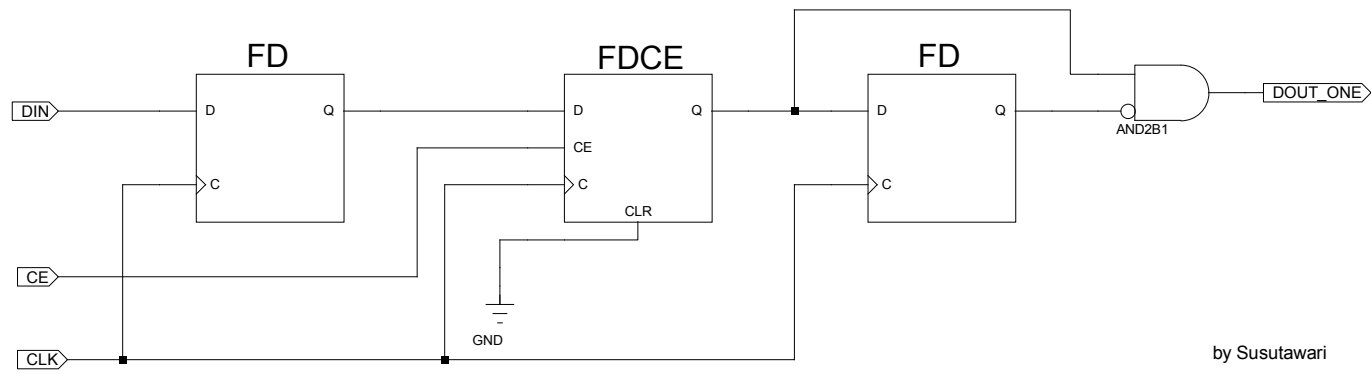 FD
FDCE
FD
DIN
D
Q
D
Q
D
Q
DOUT_ONE
AND2B1
CE
C
C
C
CLR
CE
GND
CLK
by Susutawari